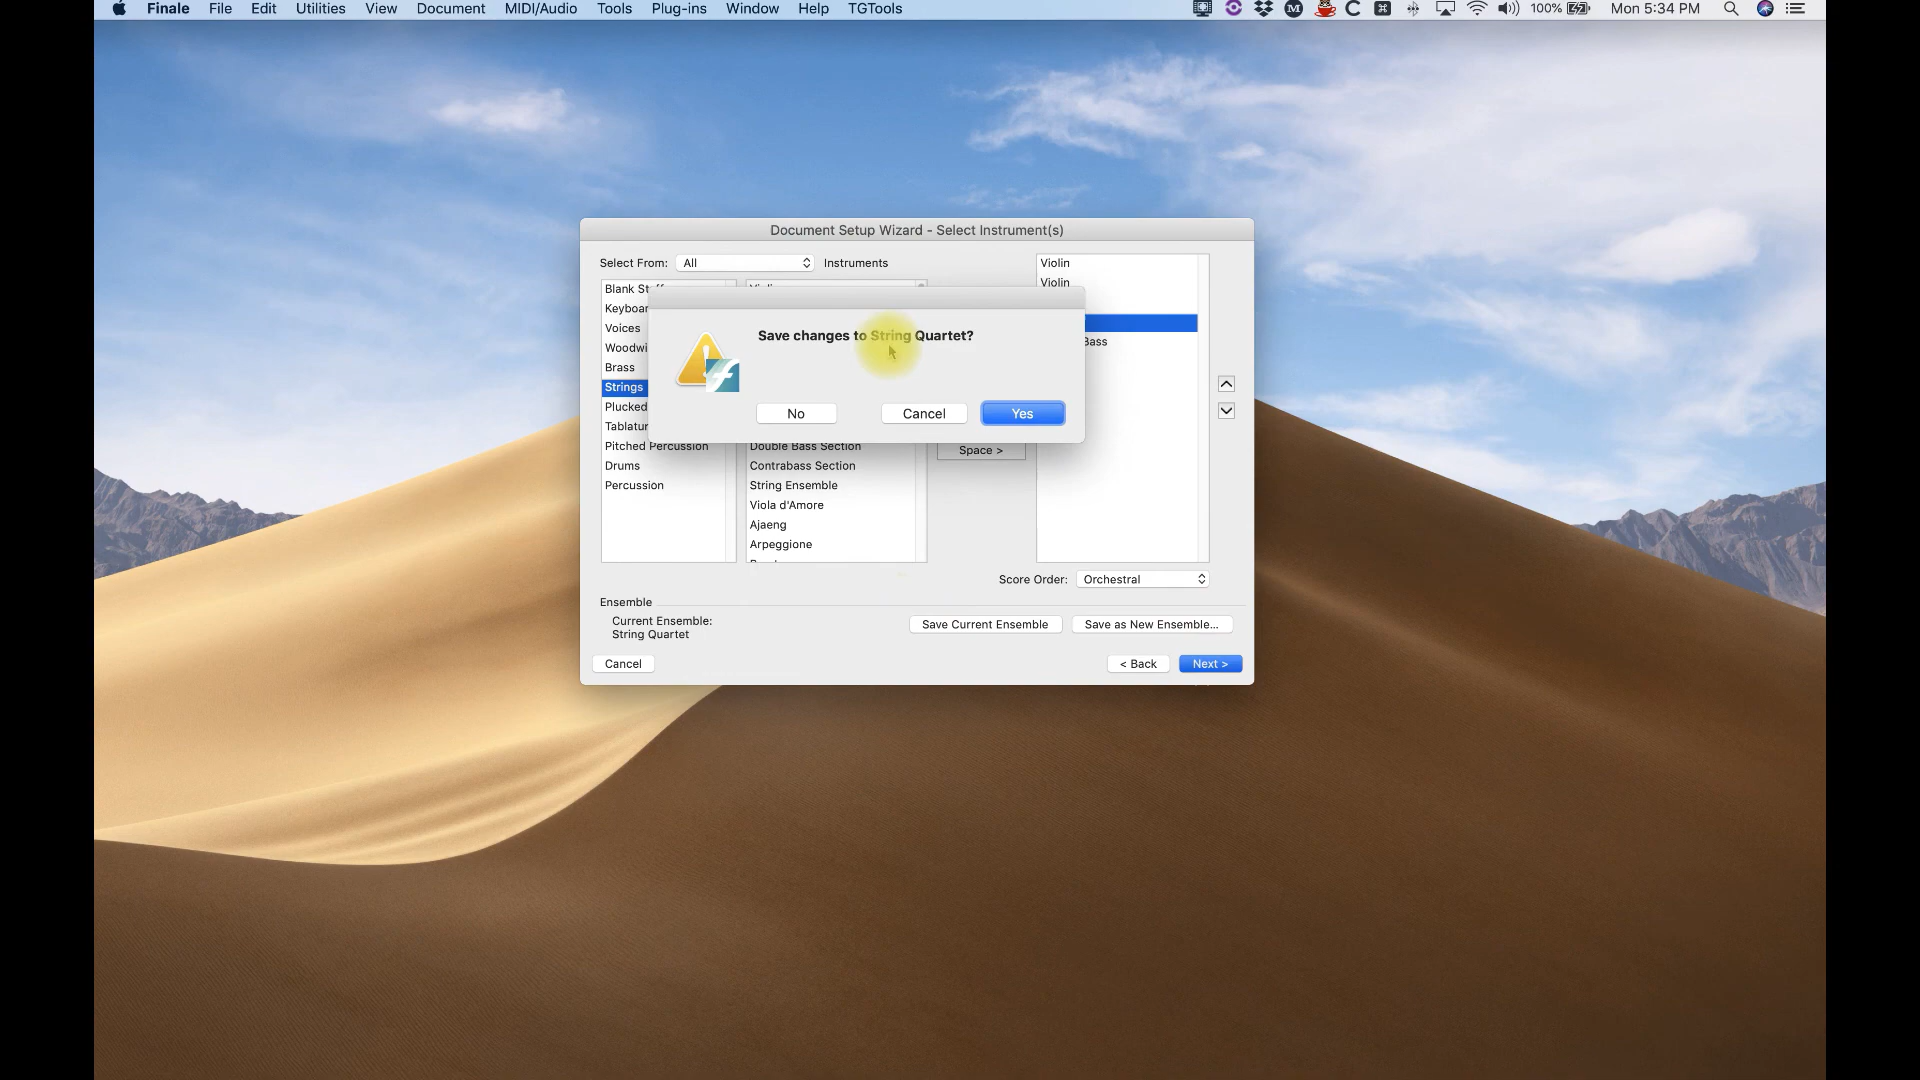 Finale File Edit Utilities View Document MIDI/Audio Tools Plug-ins Window Help TGTools
100% Mon 5:34 PM
Document Setup Wizard - Select Instrument(s)
Select From: All Instruments
Blank
Voices
Brass
Strings
Plucked
Pitched Percussion
Drums
Percussion
Save changes to String Quartet?
No Cancel Yes
Double Bass Section
Contrabass Section
String Ensemble
Viola d'Amore
Ajaeng
Arpeggione
Space >
Violin
Violin
Bass
Score Order: Orchestral
Ensemble
Current Ensemble:
String Quartet
Save Current Ensemble Save as New Ensemble...
Cancel < Back Next >